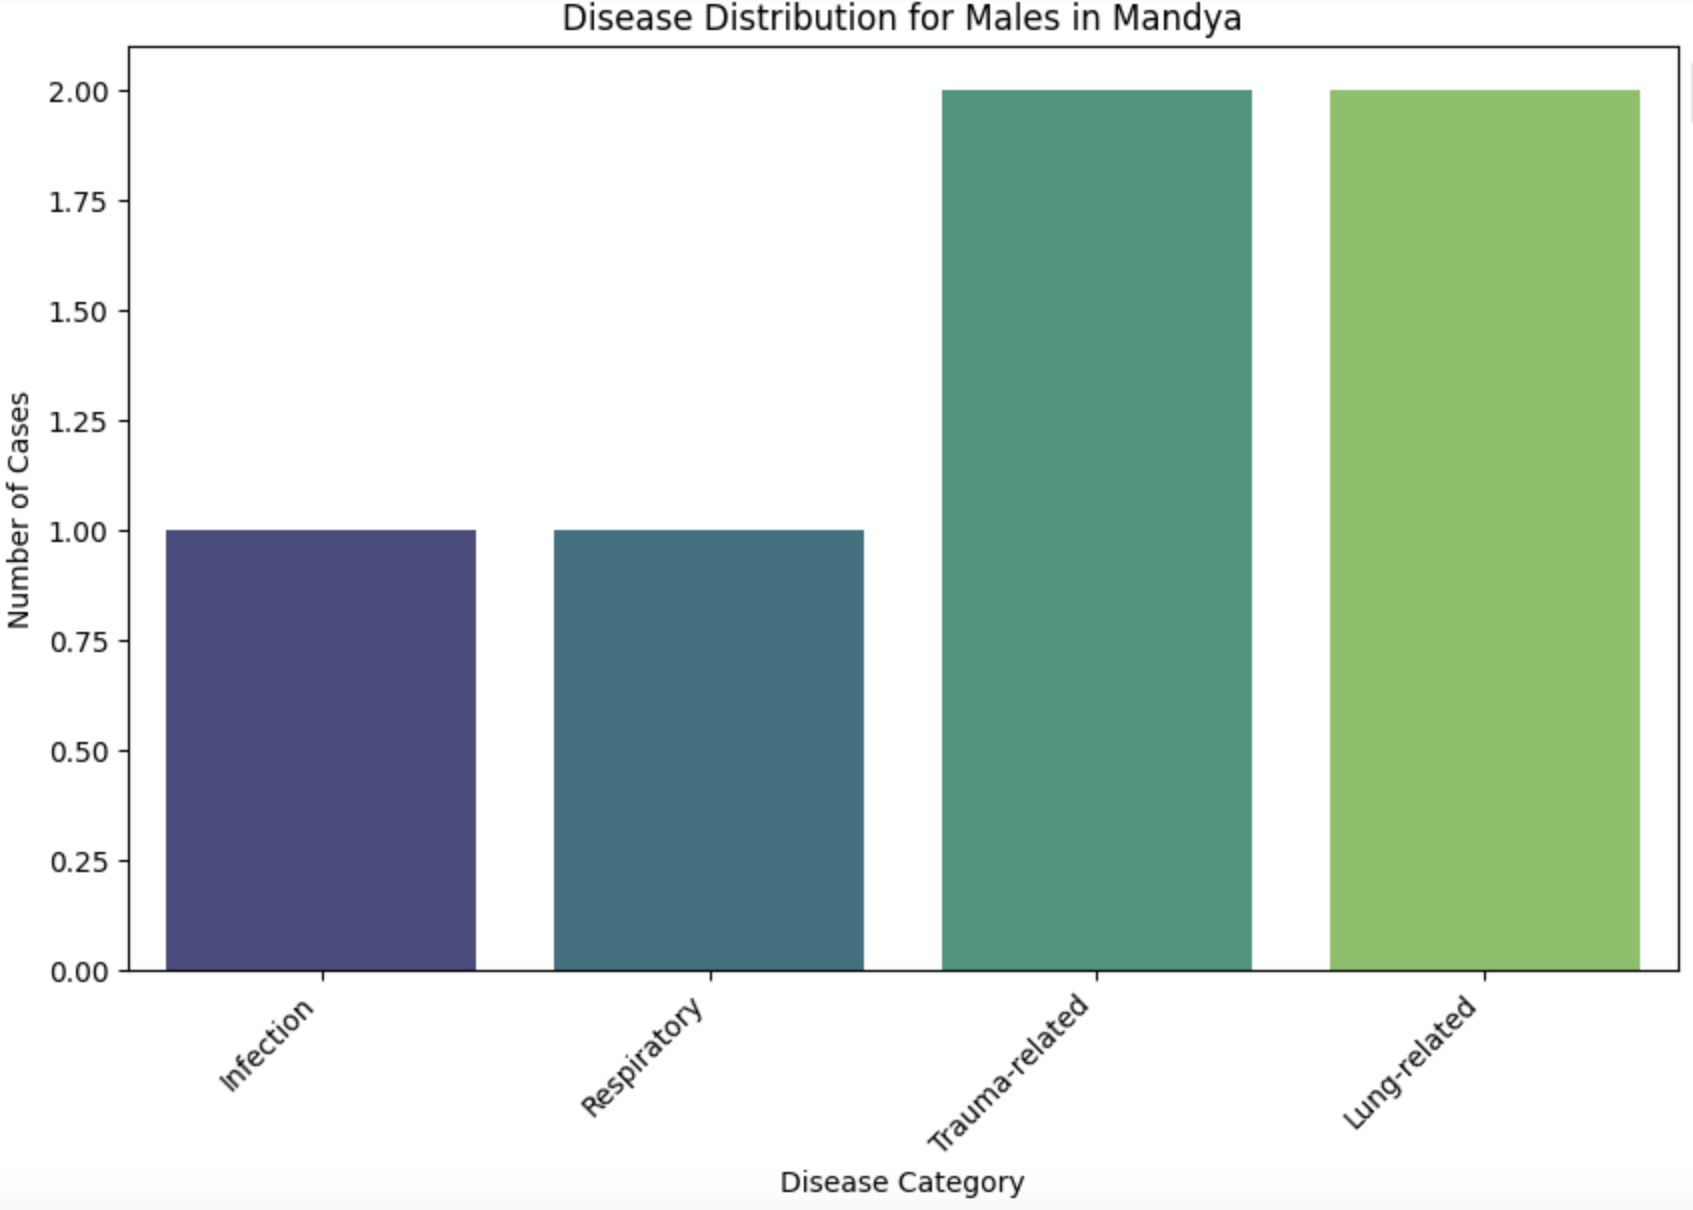 Disease Distribution for Males in Mandya
2.00
1.75
1.50
1.25
1.00
0.75
0.50
0.25
0.00
Number of Cases
Infection
Respiratory
Trauma-related
Lung-related
Disease Category